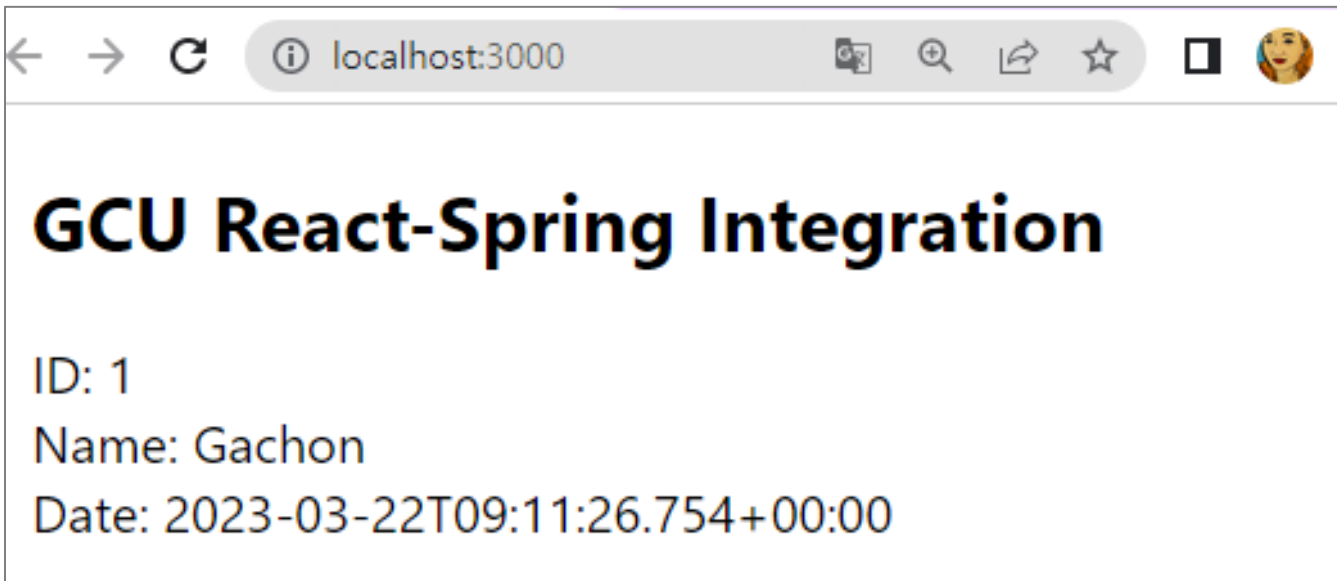 localhost:3000
GCU React-Spring Integration
ID: 1
Name: Gachon
Date: 2023-03-22T09:11:26.754+00:00